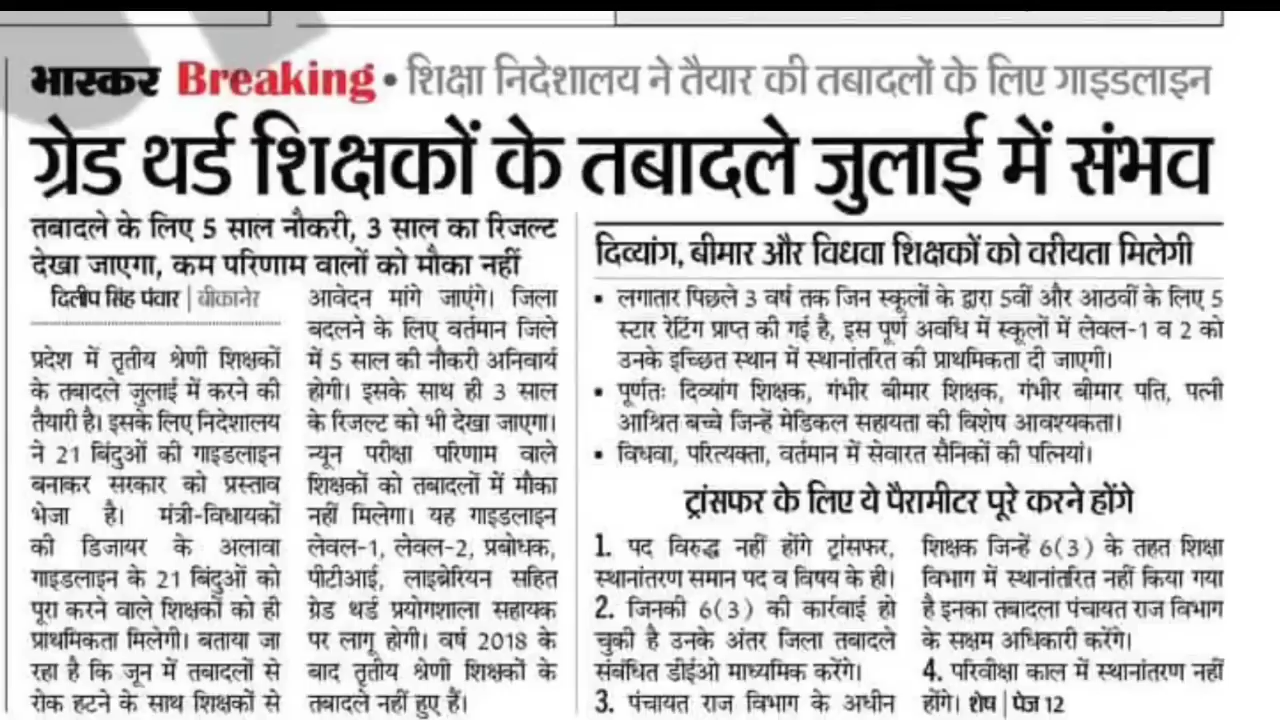 भास्कर Breaking • शिक्षा निदेशालय ने तैयार की तबादलों के लिए गाइडलाइन
ग्रेड थर्ड शिक्षकों के तबादले जुलाई में संभव
तबादले के लिए 5 साल नौकरी, 3 साल का रिजल्ट
देखा जाएगा, कम परिणाम वालों को मौका नहीं
दिलीप सिंह पंवार | बीकानेर
प्रदेश में तृतीय श्रेणी शिक्षकों
के तबादले जुलाई में करने की
तैयारी है। इसके लिए निदेशालय
ने 21 बिंदुओं की गाइडलाइन
बनाकर सरकार को प्रस्ताव
भेजा है। मंत्री-विधायकों
की डिजायर के अलावा
गाइडलाइन के 21 बिंदुओं को
पूरा करने वाले शिक्षकों को ही
प्राथमिकता मिलेगी। बताया जा
रहा है कि जून में तबादलों से
रोक हटने के साथ शिक्षकों से
आवेदन मांगे जाएंगे। जिला
बदलने के लिए वर्तमान जिले
में 5 साल की नौकरी अनिवार्य
होगी। इसके साथ ही 3 साल
के रिजल्ट को भी देखा जाएगा।
न्यून परीक्षा परिणाम वाले
शिक्षकों को तबादलों में मौका
नहीं मिलेगा। यह गाइडलाइन
लेवल-1, लेवल-2, प्रबोधक,
पीटीआई, लाइब्रेरियन सहित
ग्रेड थर्ड प्रयोगशाला सहायक
पर लागू होगी। वर्ष 2018 के
बाद तृतीय श्रेणी शिक्षकों के
तबादले नहीं हुए हैं।
दिव्यांग, बीमार और विधवा शिक्षकों को वरीयता मिलेगी
• लगातार पिछले 3 वर्ष तक जिन स्कूलों के द्वारा 5वीं और आठवीं के लिए 5
स्टार रेटिंग प्राप्त की गई है, इस पूर्ण अवधि में स्कूलों में लेवल-1 व 2 को
उनके इच्छित स्थान में स्थानांतरित की प्राथमिकता दी जाएगी।
• पूर्णतः दिव्यांग शिक्षक, गंभीर बीमार शिक्षक, गंभीर बीमार पति, पत्नी
आश्रित बच्चे जिन्हें मेडिकल सहायता की विशेष आवश्यकता।
• विधवा, परित्यक्ता, वर्तमान में सेवारत सैनिकों की पत्नियां।
ट्रांसफर के लिए ये पैरामीटर पूरे करने होंगे
1. पद विरुद्ध नहीं होंगे ट्रांसफर,
स्थानांतरण समान पद व विषय के ही।
2. जिनकी 6(3) की कार्रवाई हो
चुकी है उनके अंतर जिला तबादले
संबंधित डीईओ माध्यमिक करेंगे।
3. पंचायत राज विभाग के अधीन
शिक्षक जिन्हें 6(3) के तहत शिक्षा
विभाग में स्थानांतरित नहीं किया गया
है इनका तबादला पंचायत राज विभाग
के सक्षम अधिकारी करेंगे।
4. परिवीक्षा काल में स्थानांतरण नहीं
होंगे। शेष | पेज 12